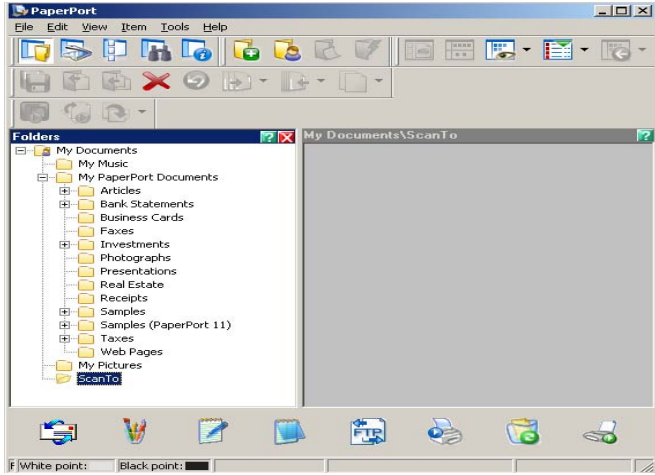 PaperPort
File Edit View Item Tools Help
Folders
My Documents\ScanTo
My Documents
My Music
My PaperPort Documents
Articles
Bank Statements
Business Cards
Faxes
Investments
Photographs
Presentations
Real Estate
Receipts
Samples
Samples (PaperPort 11)
Taxes
Web Pages
My Pictures
ScanTo
FTP
F White point: Black point: